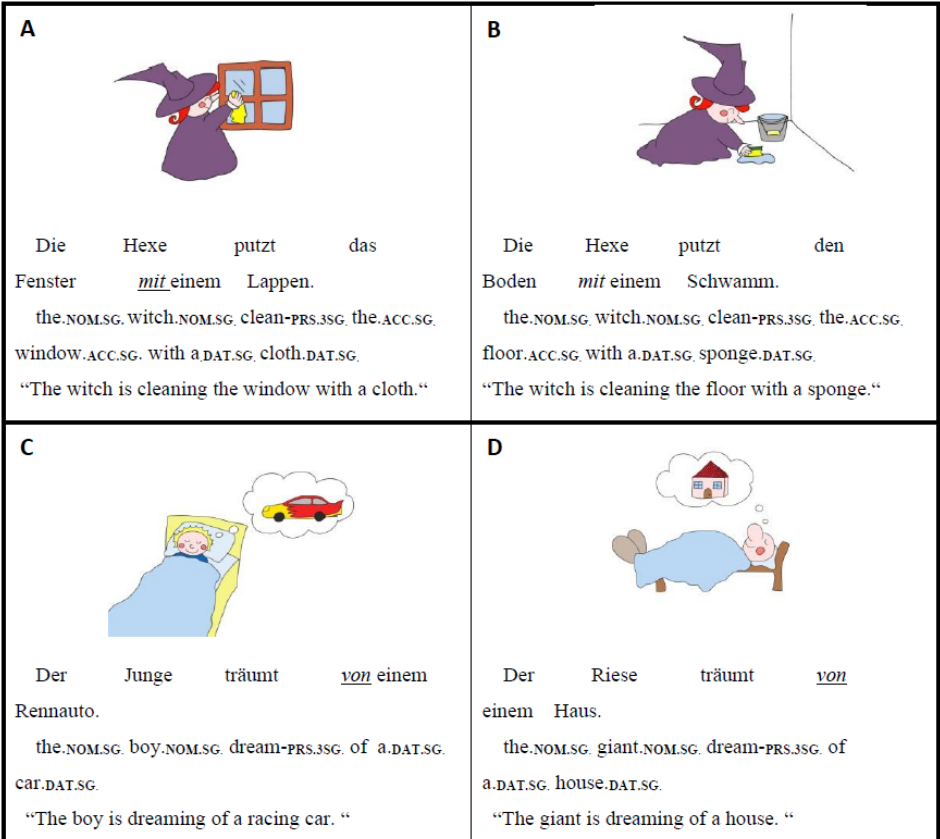 A
Die Hexe putzt das
Fenster mit einem Lappen.
the.NOM.SG. witch.NOM.SG. clean-PRS.3SG. the.ACC.SG.
window.ACC.SG. with a.DAT.SG. cloth.DAT.SG.
“The witch is cleaning the window with a cloth.“
B
Die Hexe putzt den
Boden mit einem Schwamm.
the.NOM.SG. witch.NOM.SG. clean-PRS.3SG. the.ACC.SG.
floor.ACC.SG. with a.DAT.SG. sponge.DAT.SG.
“The witch is cleaning the floor with a sponge.“
C
Der Junge träumt von einem
Rennauto.
the.NOM.SG. boy.NOM.SG. dream-PRS.3SG. of a.DAT.SG.
car.DAT.SG.
“The boy is dreaming of a racing car. “
D
Der Riese träumt von
einem Haus.
the.NOM.SG. giant.NOM.SG. dream-PRS.3SG. of
a.DAT.SG. house.DAT.SG.
“The giant is dreaming of a house. “